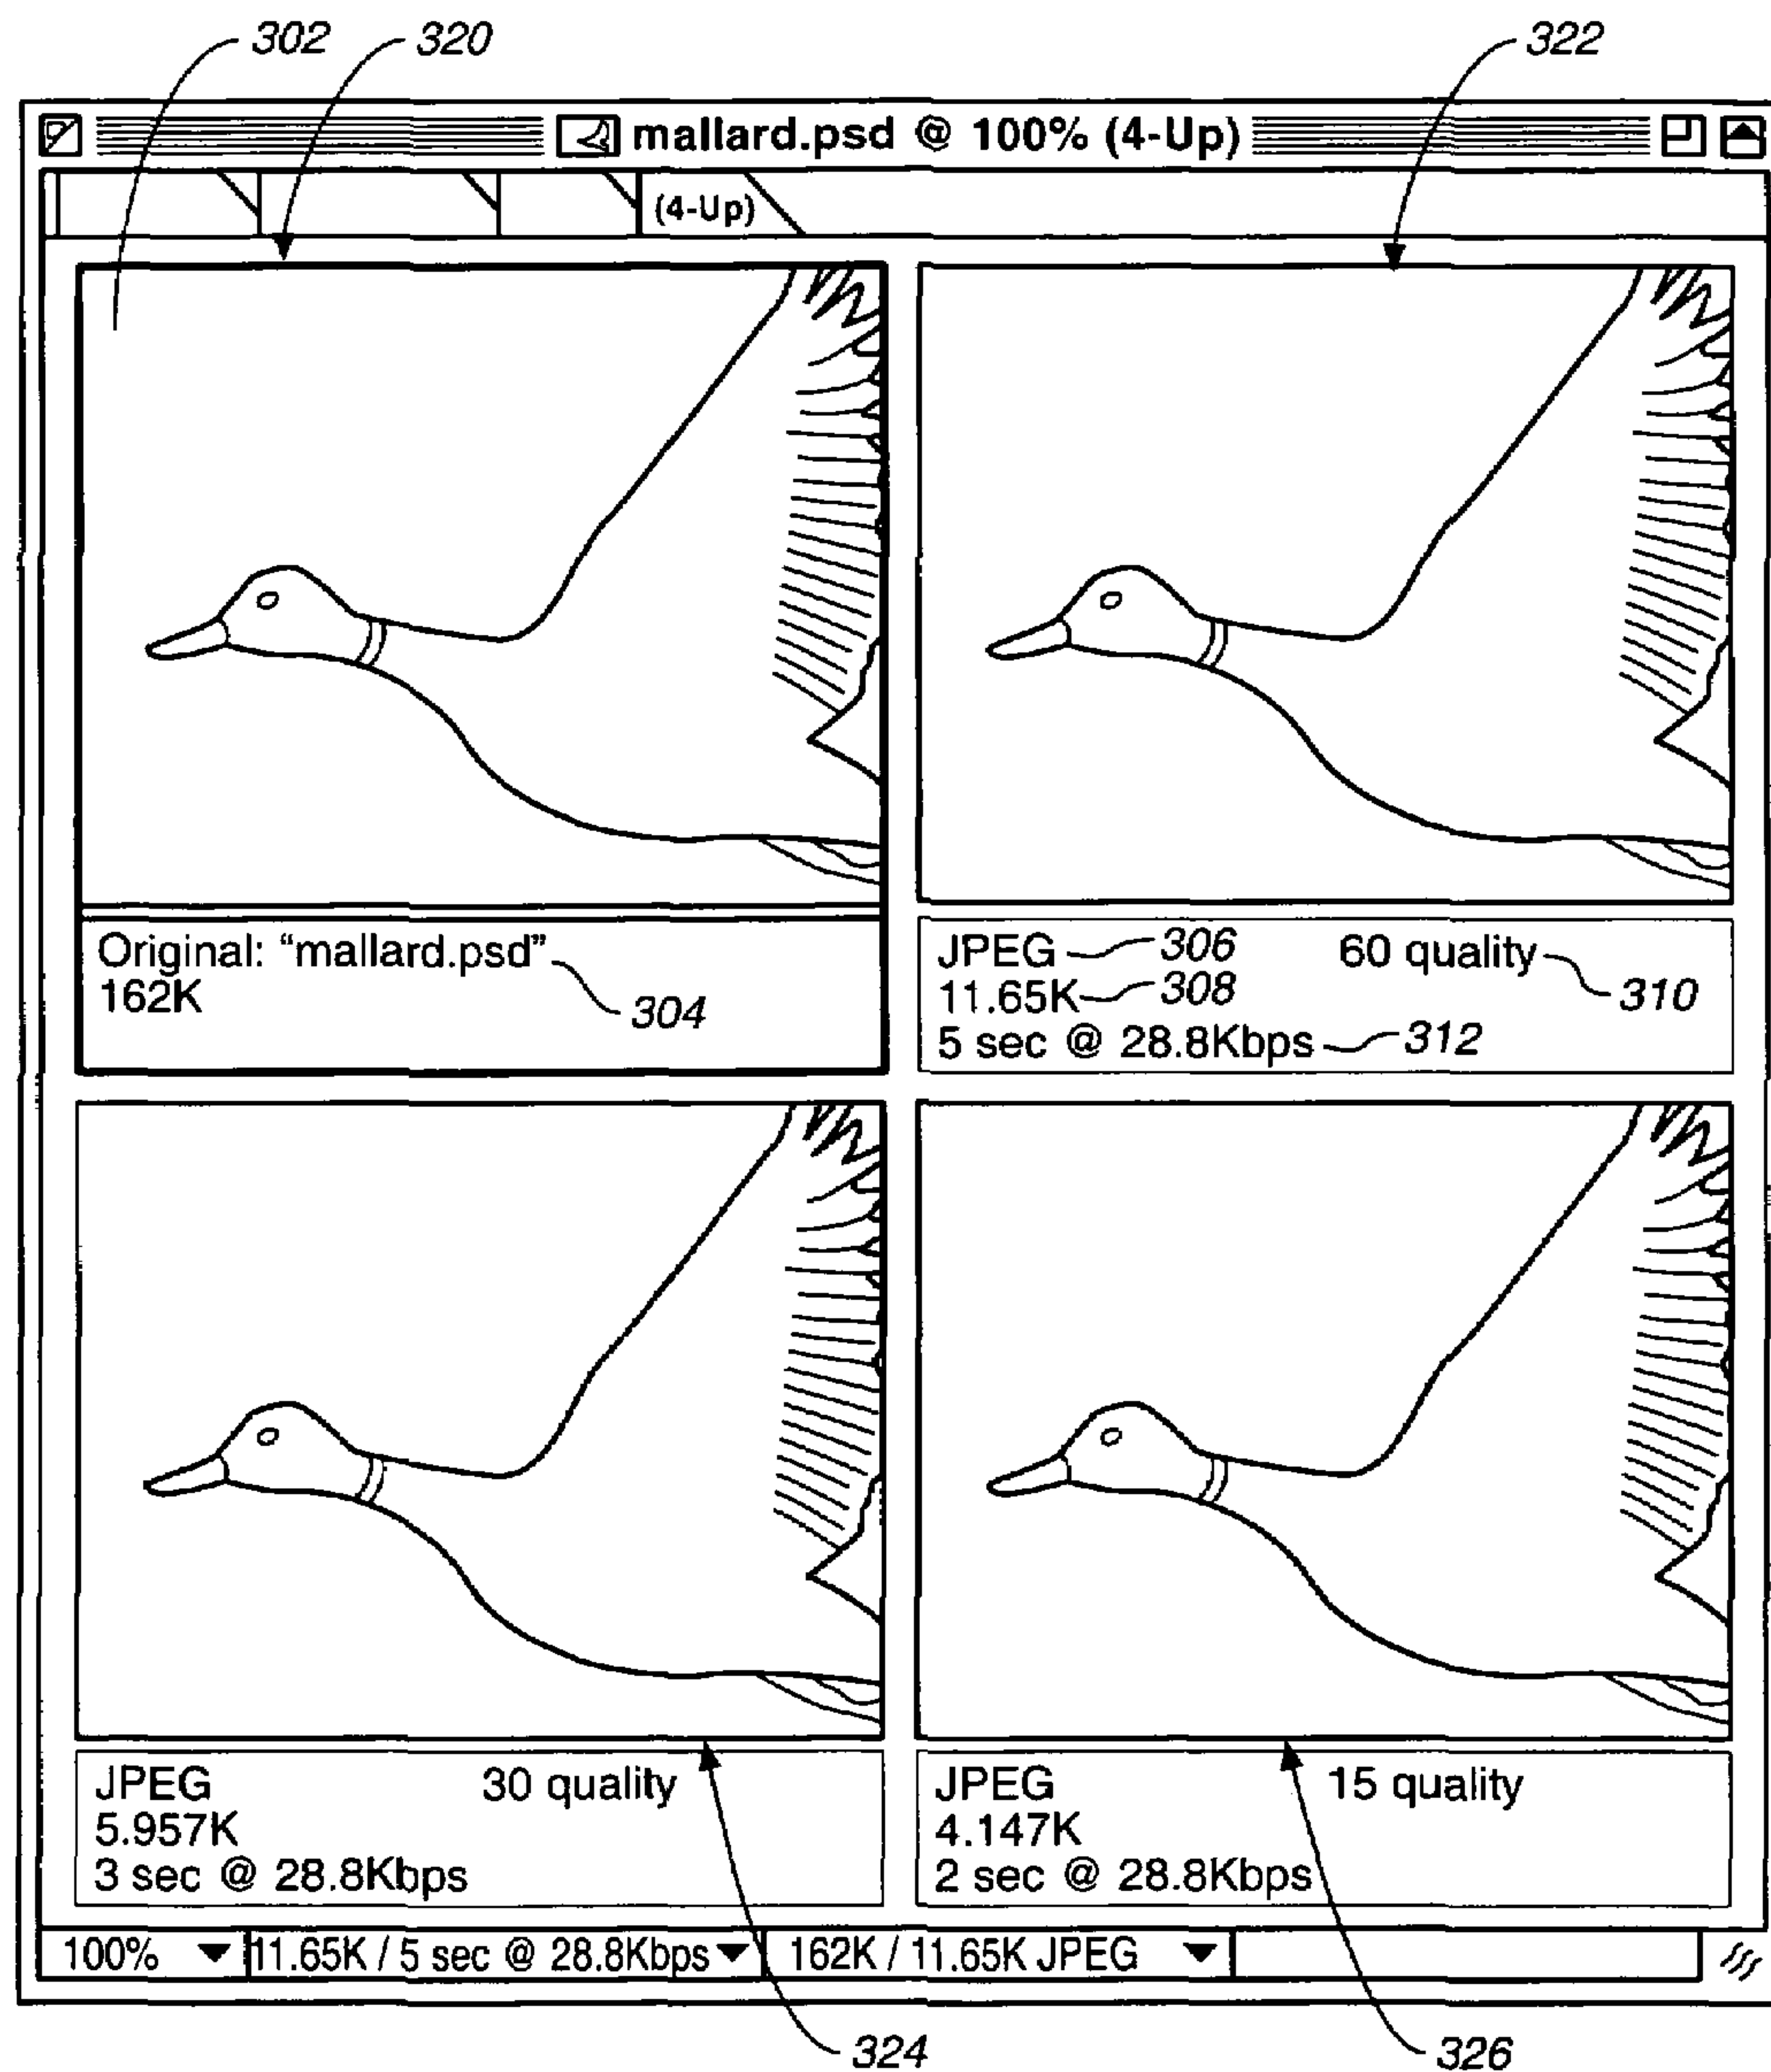 302 320 322
mallard.psd @ 100% (4-Up)
(4-Up)
Original: “mallard.psd”
162K
304
JPEG 306 60 quality
11.65K 308 310
5 sec @ 28.8Kbps 312
JPEG 30 quality
5.957K
3 sec @ 28.8Kbps
JPEG 15 quality
4.147K
2 sec @ 28.8Kbps
100% 11.65K / 5 sec @ 28.8Kbps 162K / 11.65K JPEG
324 326